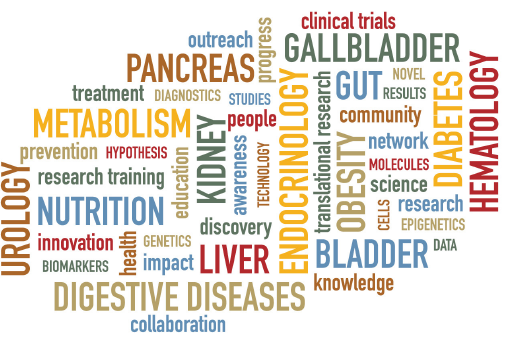 clinical trials
outreach
progress
GALLBLADDER
PANCREAS
HEMATOLOGY
treatment
DIAGNOSTICS
STUDIES
ENDOCRINOLOGY
translational research
GUT
NOVEL
RESULTS
DIABETES
METABOLISM
KIDNEY
people
community
prevention
HYPOTHESIS
education
awareness
TECHNOLOGY
OBESITY
network
MOLECULES
UROLOGY
research training
science
NUTRITION
CELLS
research
discovery
EPIGENETICS
innovation
health
GENETICS
LIVER
BLADDER
DATA
BIOMARKERS
impact
knowledge
DIGESTIVE DISEASES
collaboration